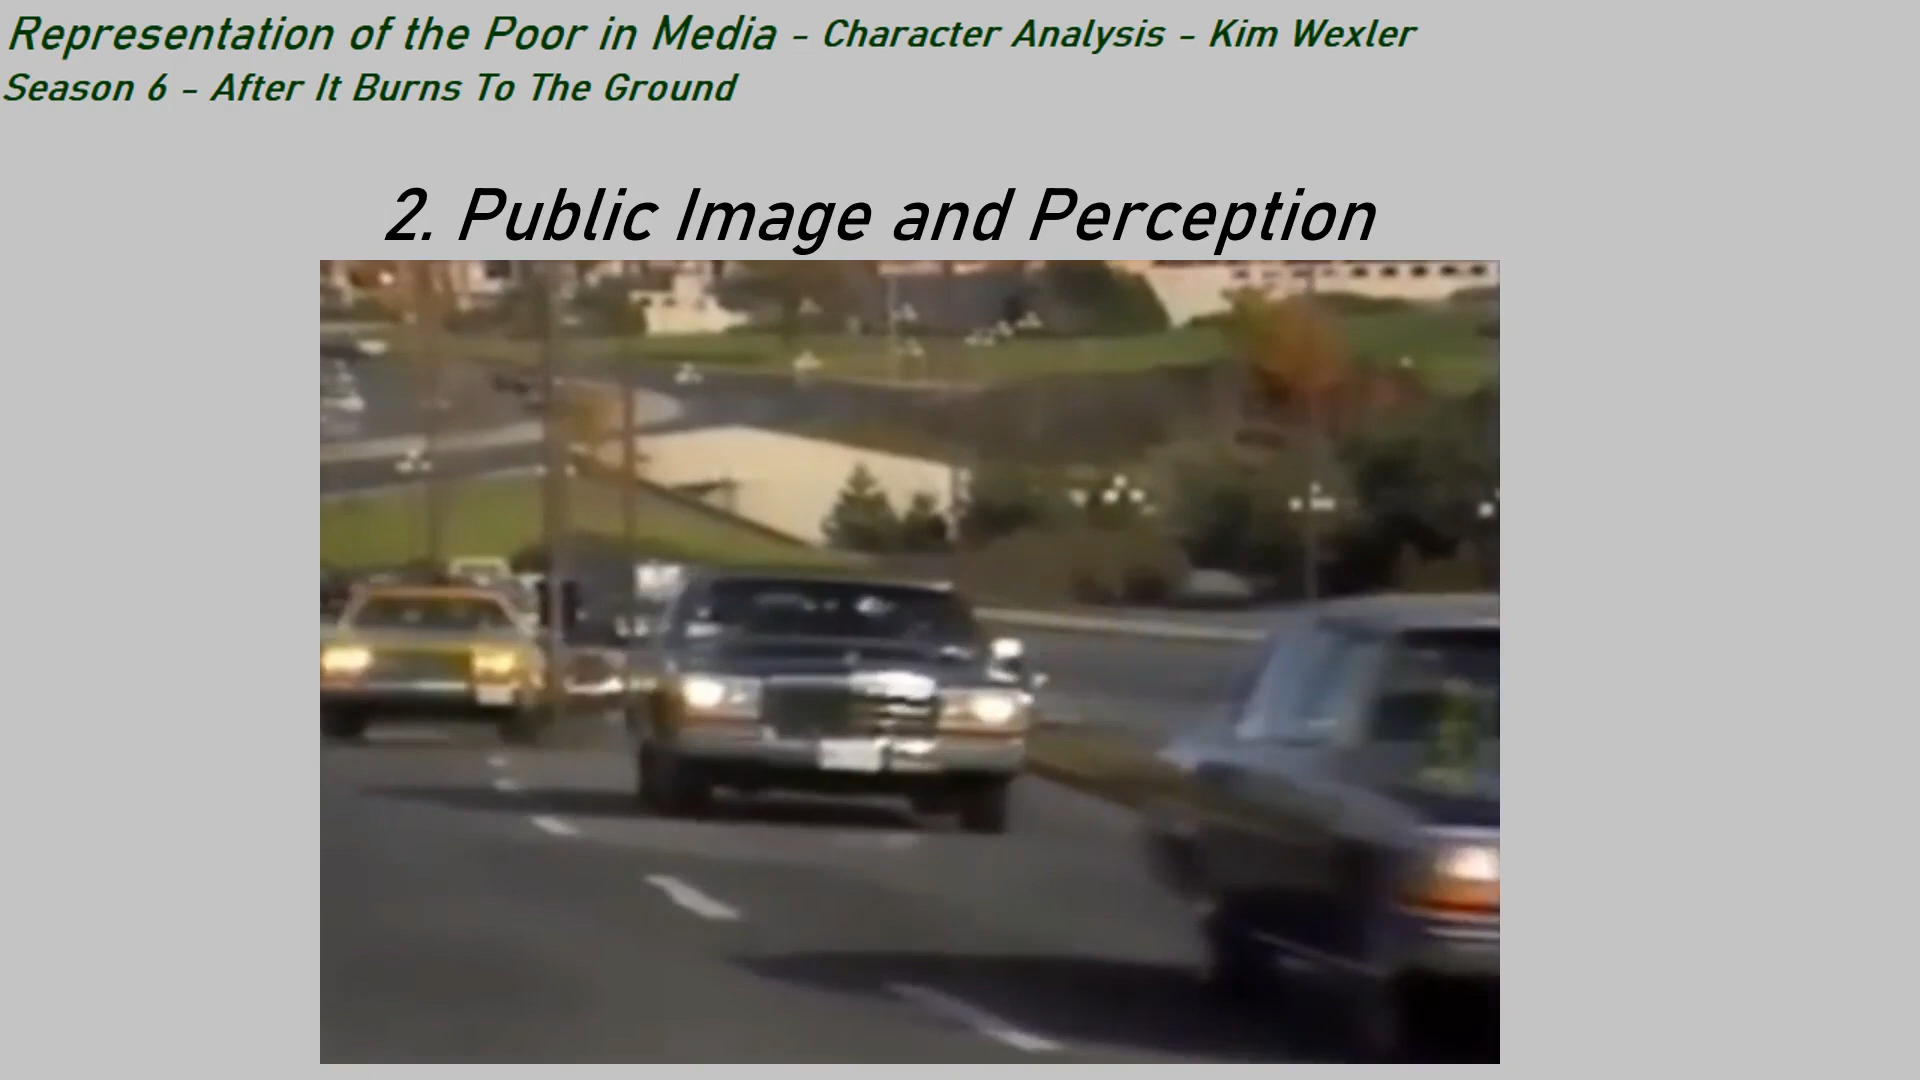 Representation of the Poor in Media - Character Analysis - Kim Wexler
Season 6 - After It Burns To The Ground
2. Public Image and Perception